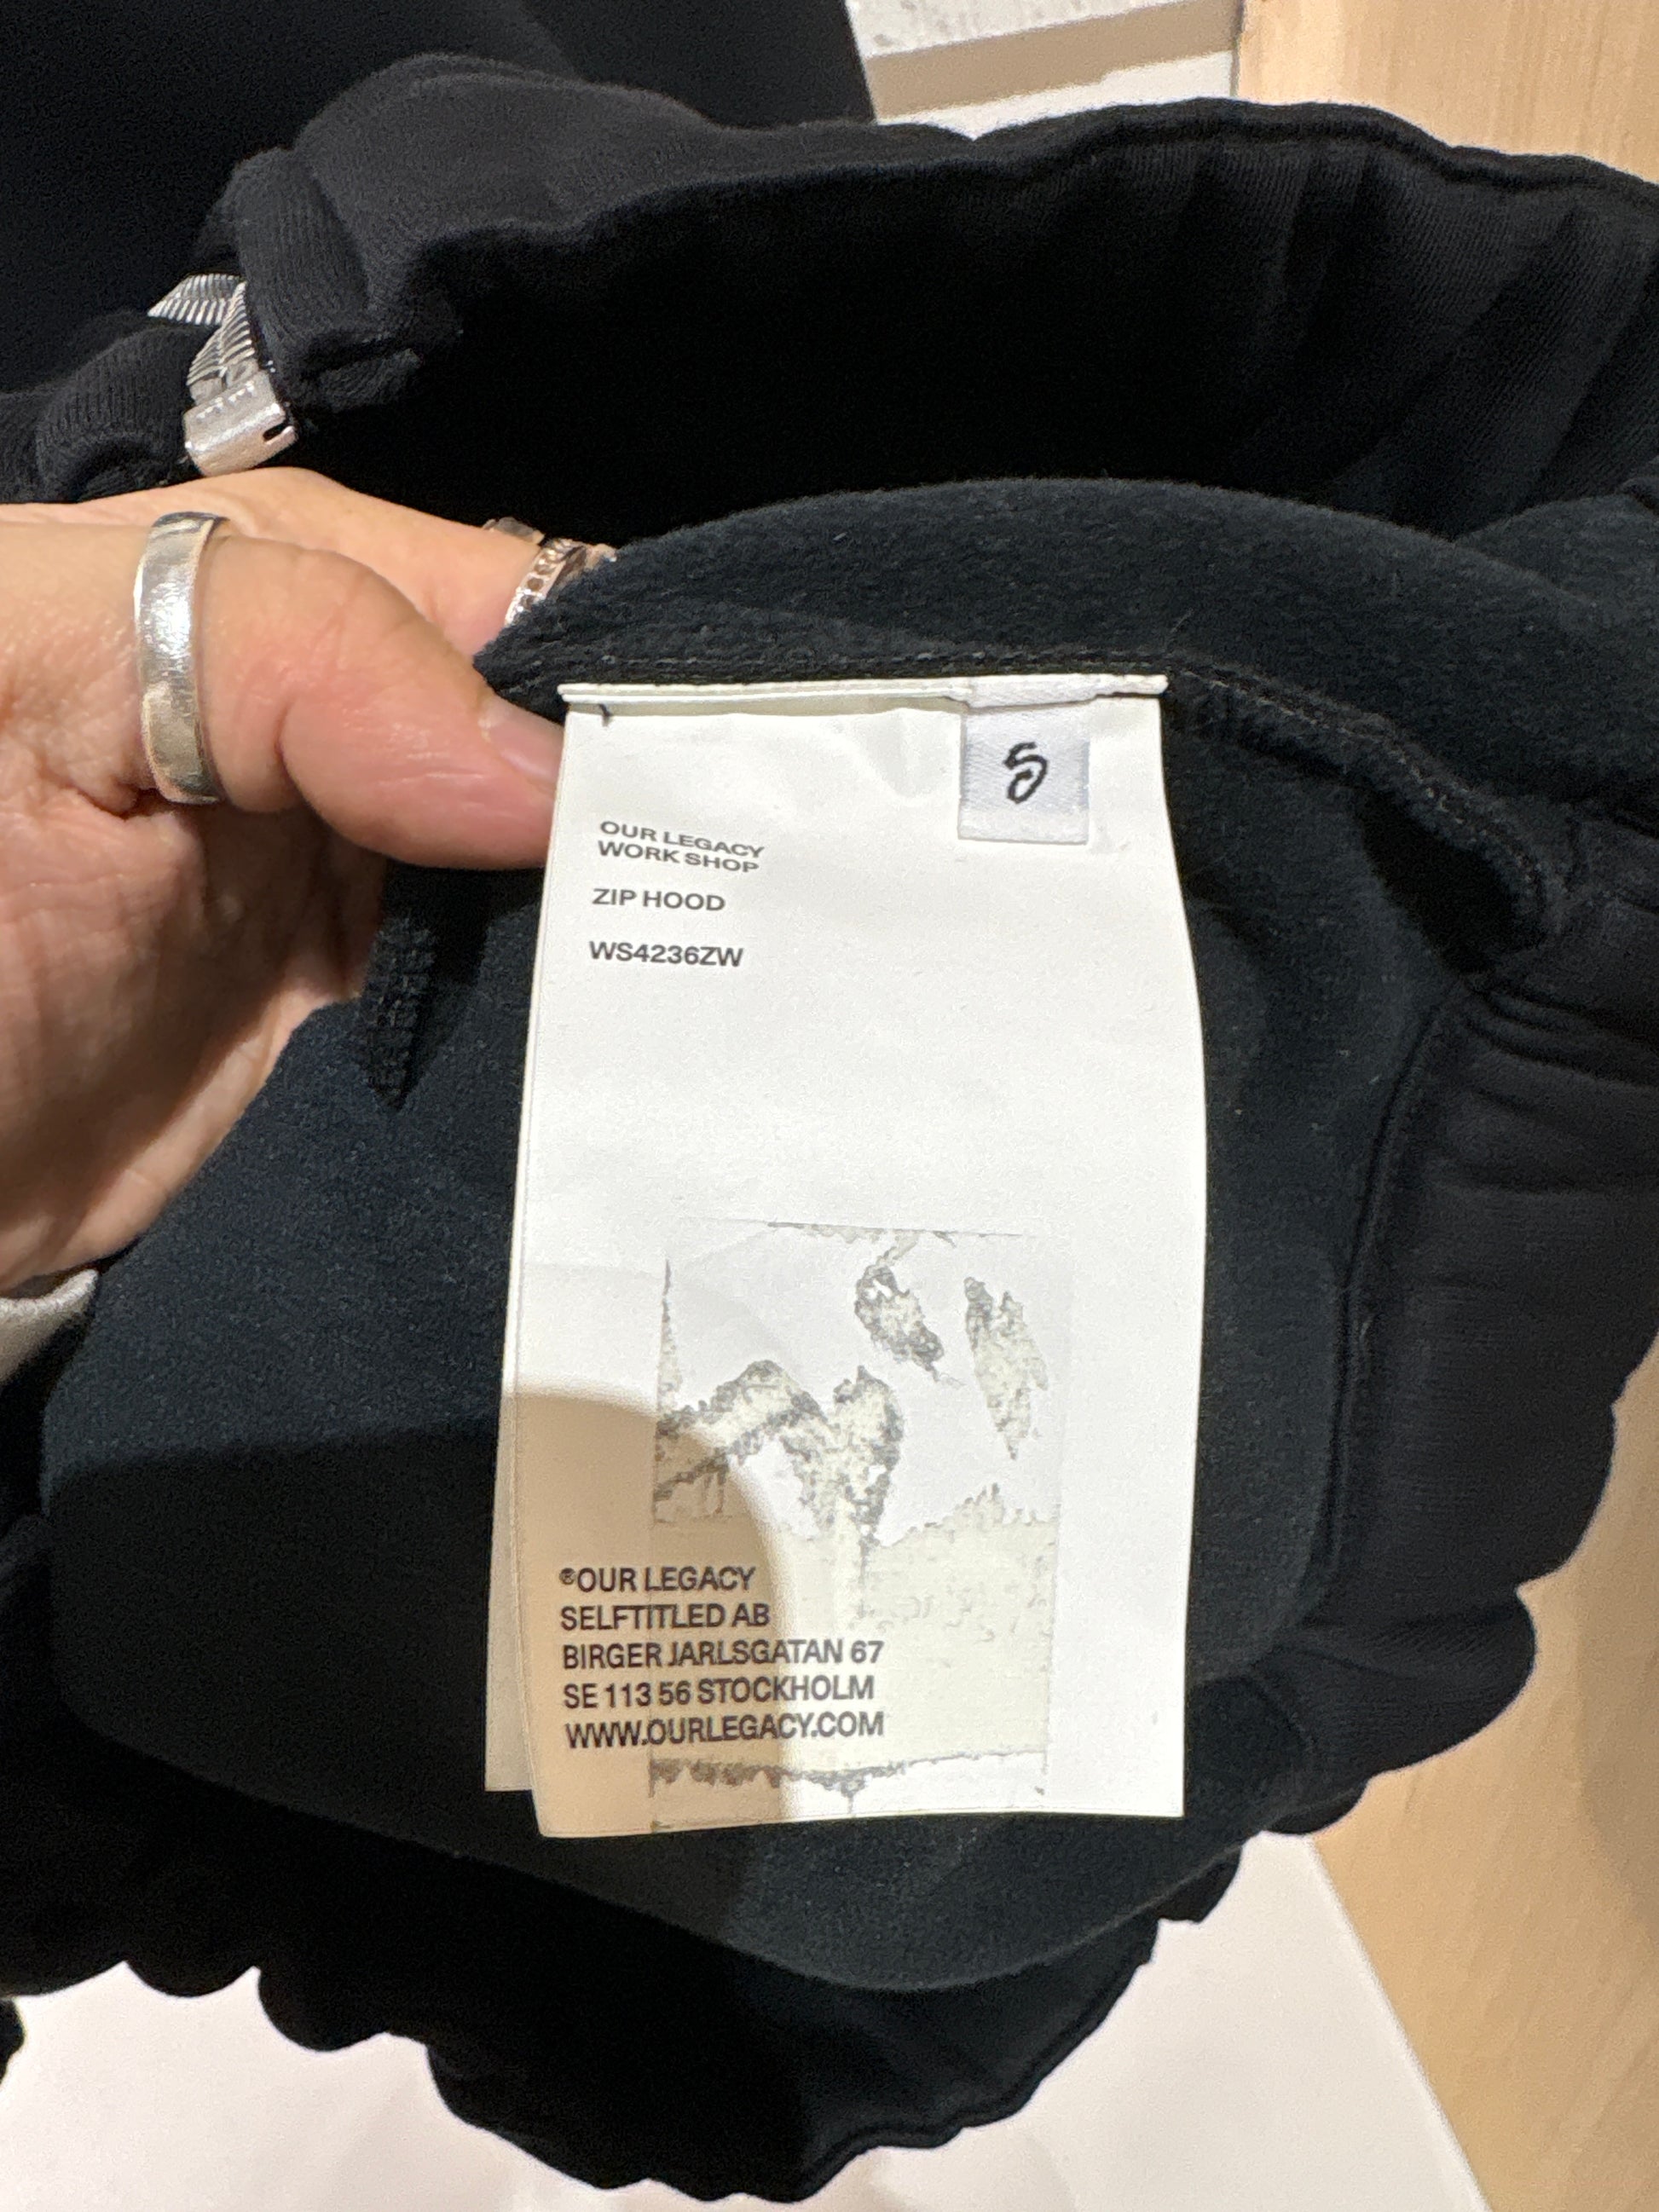 OUR LEGACY
WORK SHOP
ZIP HOOD
WS4236ZW
®OUR LEGACY
SELFTITLED AB
BIRGER JARLSGATAN 67
SE 113 56 STOCKHOLM
WWW.OURLEGACY.COM